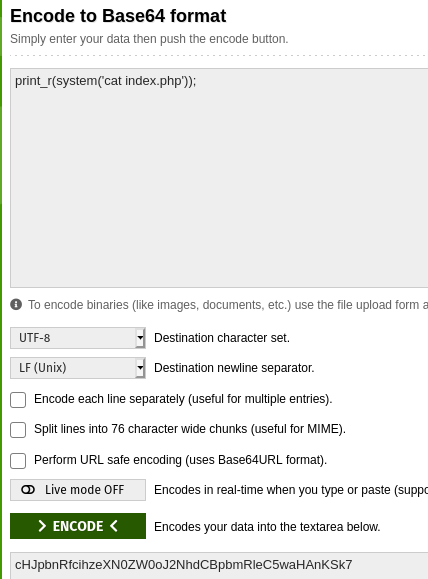 Encode to Base64 format
Simply enter your data then push the encode button.
print_r(system('cat index.php'));
To encode binaries (like images, documents, etc.) use the file upload form a
UTF-8 Destination character set.
LF (Unix) Destination newline separator.
Encode each line separately (useful for multiple entries).
Split lines into 76 character wide chunks (useful for MIME).
Perform URL safe encoding (uses Base64URL format).
Live mode OFF Encodes in real-time when you type or paste (suppo
> ENCODE < Encodes your data into the textarea below.
cHJpbnRfcihzeXN0ZW0oJ2NhdCBpbmRleC5waHAnKSk7